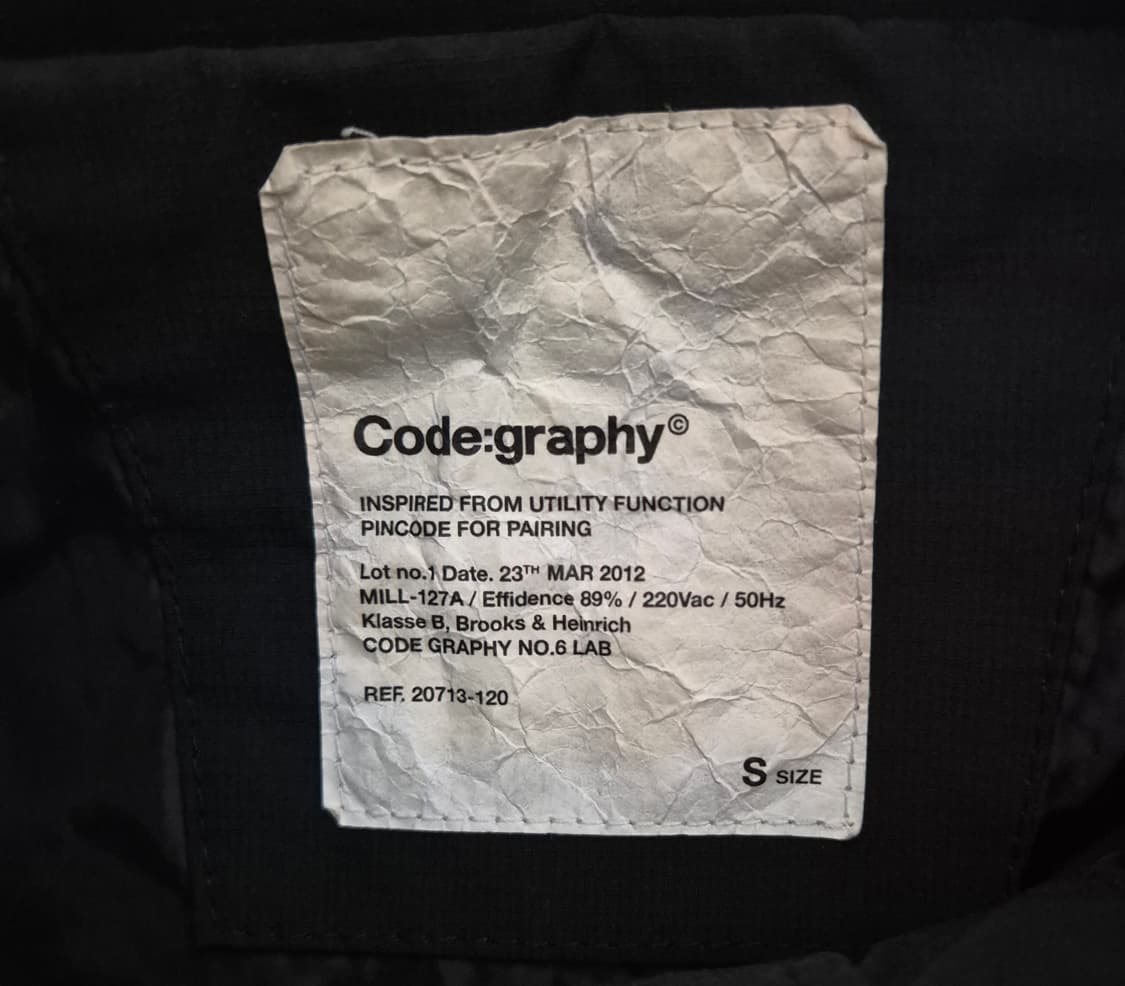 Code:graphy©
INSPIRED FROM UTILITY FUNCTION
PINCODE FOR PAIRING
Lot no.1 Date. 23TH MAR 2012
MILL-127A / Effidence 89% / 220Vac / 50Hz
Klasse B, Brooks & Heinrich
CODE GRAPHY NO.6 LAB
REF. 20713-120
S SIZE